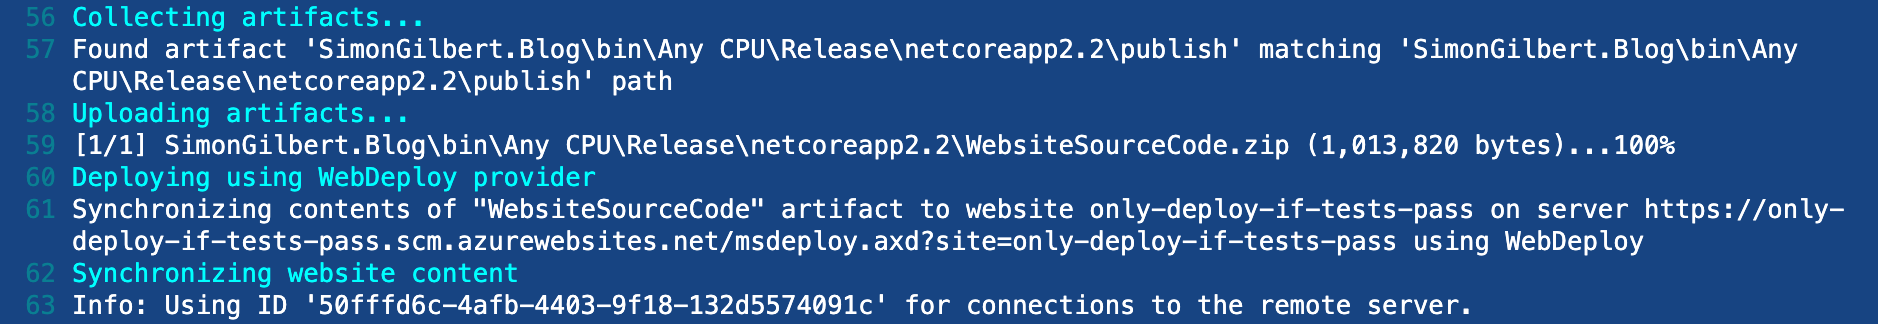 56 Collecting artifacts...
57 Found artifact 'SimonGilbert.Blog\bin\Any CPU\Release\netcoreapp2.2\publish' matching 'SimonGilbert.Blog\bin\Any
CPU\Release\netcoreapp2.2\publish' path
58 Uploading artifacts...
59 [1/1] SimonGilbert.Blog\bin\Any CPU\Release\netcoreapp2.2\WebsiteSourceCode.zip (1,013,820 bytes)...100%
60 Deploying using WebDeploy provider
61 Synchronizing contents of "WebsiteSourceCode" artifact to website only-deploy-if-tests-pass on server https://only-
deploy-if-tests-pass.scm.azurewebsites.net/msdeploy.axd?site=only-deploy-if-tests-pass using WebDeploy
62 Synchronizing website content
63 Info: Using ID '50fffd6c-4afb-4403-9f18-132d5574091c' for connections to the remote server.